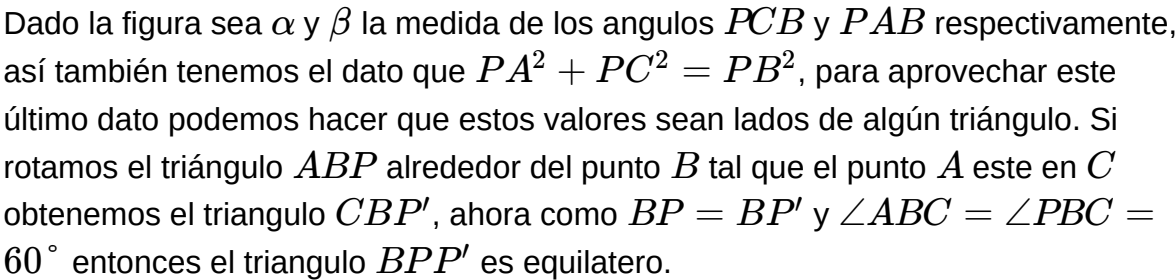 Dado la figura sea α y β la medida de los angulos PCB y PAB respectivamente,
así también tenemos el dato que PA² + PC² = PB², para aprovechar este
último dato podemos hacer que estos valores sean lados de algún triángulo. Si
rotamos el triángulo ABP alrededor del punto B tal que el punto A este en C
obtenemos el triangulo CBP′, ahora como BP = BP′ y ∠ABC = ∠PBC =
60° entonces el triangulo BPP′ es equilatero.